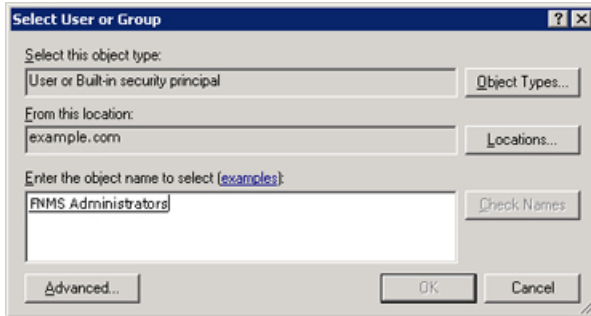 Select User or Group
Select this object type:
User or Built-in security principal
Object Types...
From this location:
example.com
Locations...
Enter the object name to select (examples):
FNMS Administrators
Check Names
Advanced...
OK
Cancel